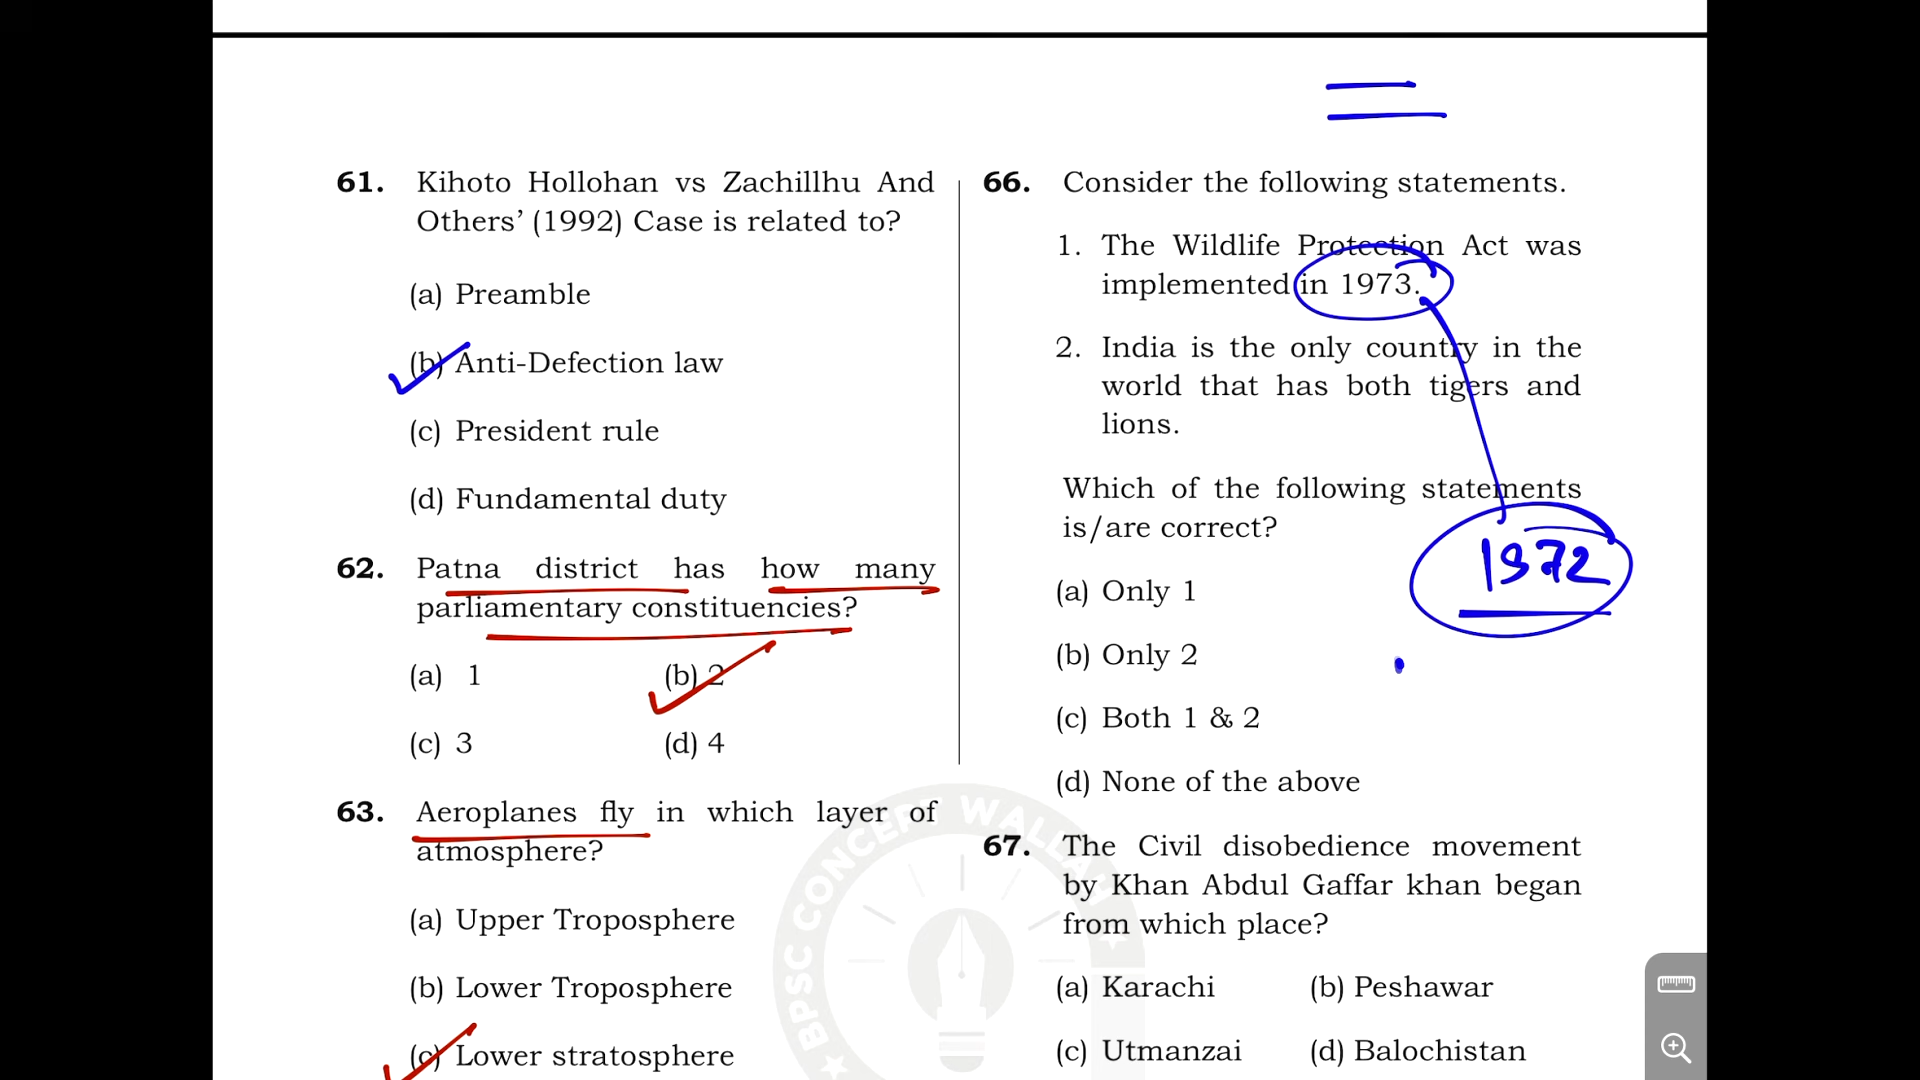 61. Kihoto Hollohan vs Zachillhu And
Others’ (1992) Case is related to?
(a) Preamble
(b) Anti-Defection law
(c) President rule
(d) Fundamental duty
62. Patna district has how many
parliamentary constituencies?
(a) 1 (b) 2
(c) 3 (d) 4
63. Aeroplanes fly in which layer of
atmosphere?
(a) Upper Troposphere
(b) Lower Troposphere
(c) Lower stratosphere
66. Consider the following statements.
1. The Wildlife Protection Act was
implemented in 1973.
2. India is the only country in the
world that has both tigers and
lions.
Which of the following statements
is/are correct?
1972
(a) Only 1
(b) Only 2
(c) Both 1 & 2
(d) None of the above
67. The Civil disobedience movement
by Khan Abdul Gaffar khan began
from which place?
(a) Karachi (b) Peshawar
(c) Utmanzai (d) Balochistan
BPSC CONCEPT WALLAH